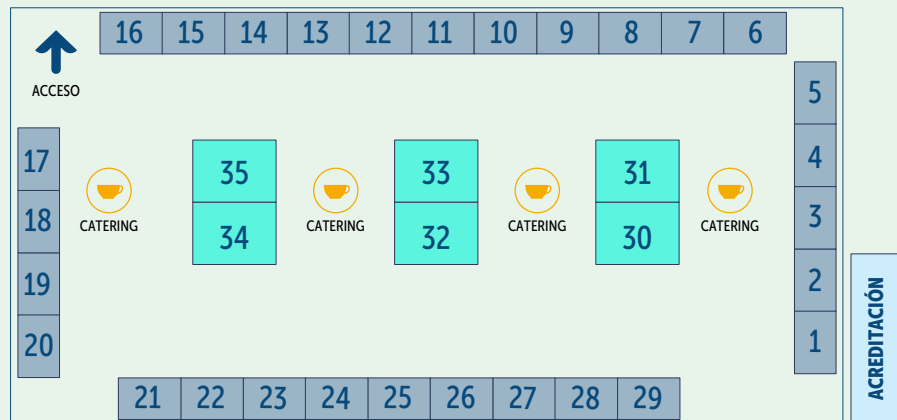 16 15 14 13 12 11 10 9 8 7 6
ACCESO
5
4
3
2
1
17
18
19
20
35
34
33
32
31
30
CATERING
CATERING
CATERING
CATERING
21 22 23 24 25 26 27 28 29
ACREDITACIÓN